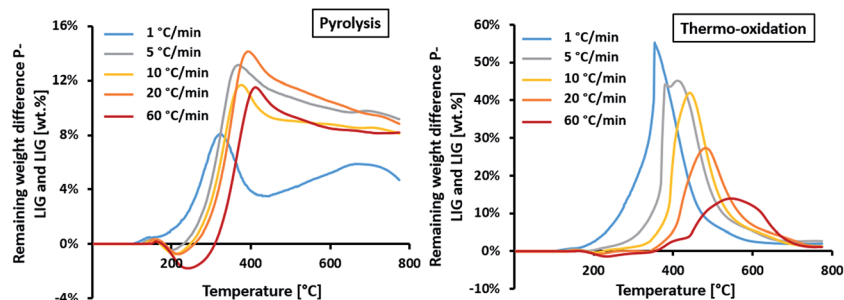 Pyrolysis
Remaining weight difference P-
LIG and LIG [wt.%]
16%
12%
8%
4%
0%
-4%
1 °C/min
5 °C/min
10 °C/min
20 °C/min
60 °C/min
200
400
600
800
Temperature [°C]
Thermo-oxidation
Remaining weight difference P-
LIG and LIG [wt.%]
60%
50%
40%
30%
20%
10%
0%
-10%
1 °C/min
5 °C/min
10 °C/min
20 °C/min
60 °C/min
200
400
600
800
Temperature [°C]